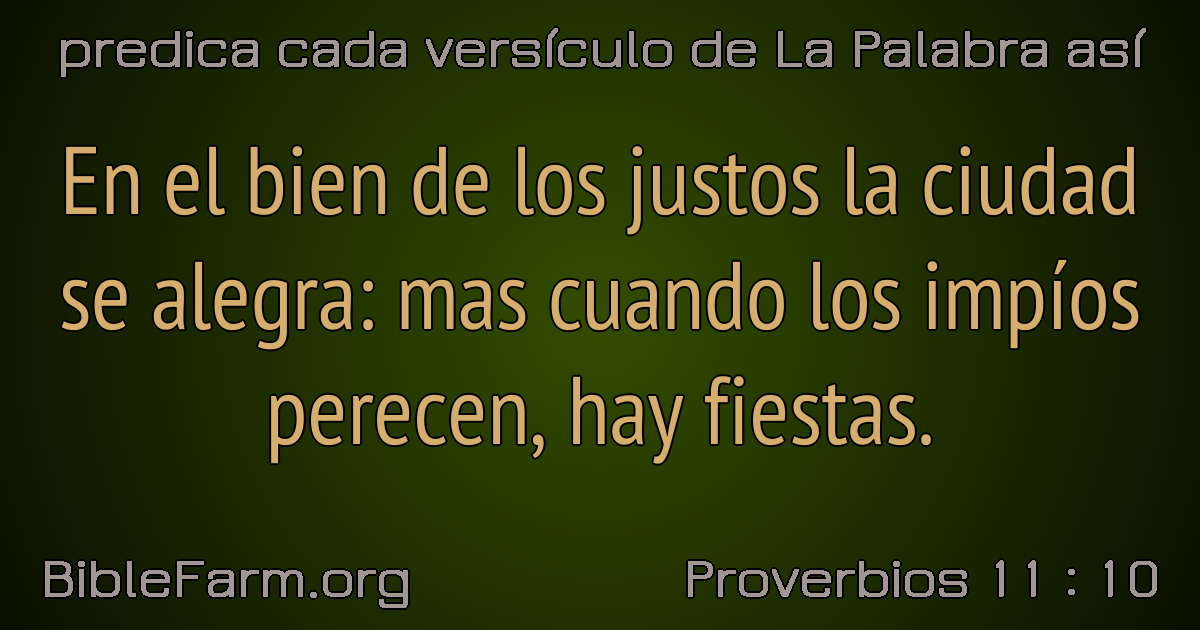 predica cada versículo de La Palabra así
En el bien de los justos la ciudad
se alegra: mas cuando los impíos
perecen, hay fiestas.
BibleFarm.org
Proverbios 11 : 10